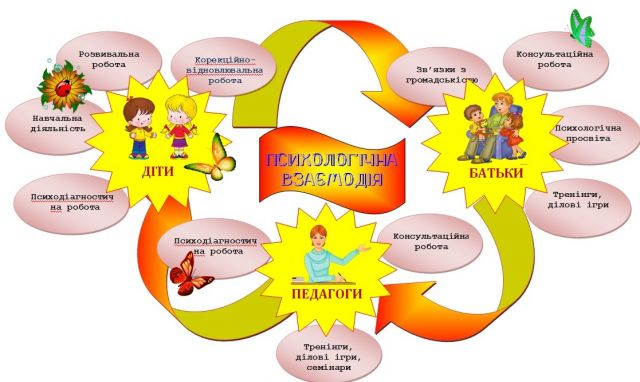 Розвивальна
робота
Корекційно-
відновлювальна
робота
Навчальна
діяльність
Психодіагностич
на робота
ДІТИ
ПСИХОЛОГІЧНА
ВЗАЄМОДІЯ
Зв’язки з
громадськістю
Консультаційна
робота
Психологічна
просвіта
Тренінги,
ділові ігри
БАТЬКИ
Психодіагностич
на робота
Консультаційна
робота
ПЕДАГОГИ
Тренінги,
ділові ігри,
семінари